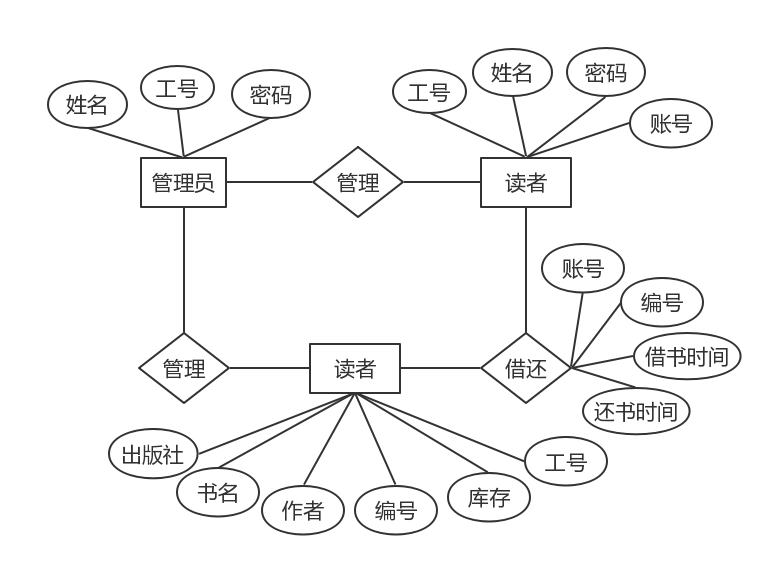 姓名
工号
密码
工号
姓名
密码
账号
管理员
管理
读者
账号
编号
借书时间
还书时间
管理
读者
借还
出版社
书名
作者
编号
库存
工号